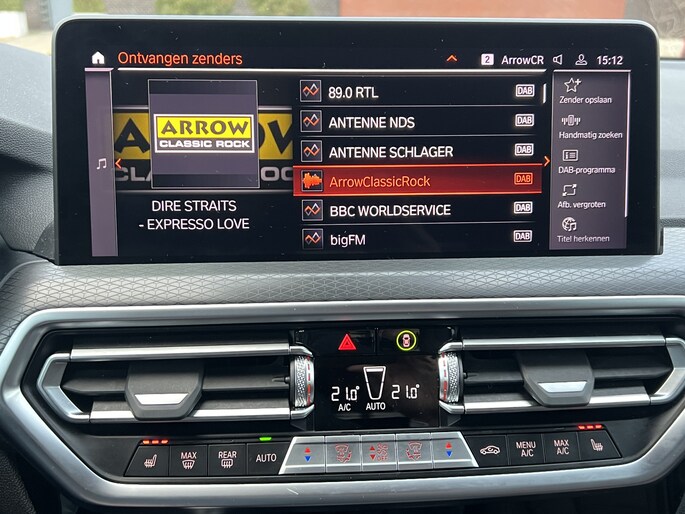 Ontvangen zenders
2 ArrowCR 15:12
ARROW
CLASSIC ROCK
DIRE STRAITS
- EXPRESSO LOVE
89.0 RTL DAB
ANTENNE NDS DAB
ANTENNE SCHLAGER DAB
ArrowClassicRock DAB
BBC WORLDSERVICE DAB
bigFM DAB
Zender opslaan
Handmatig zoeken
DAB-programma
Afb. vergroten
Titel herkennen
21.0 21.0
A/C AUTO
MAX
REAR
AUTO
MENU
A/C
MAX
A/C